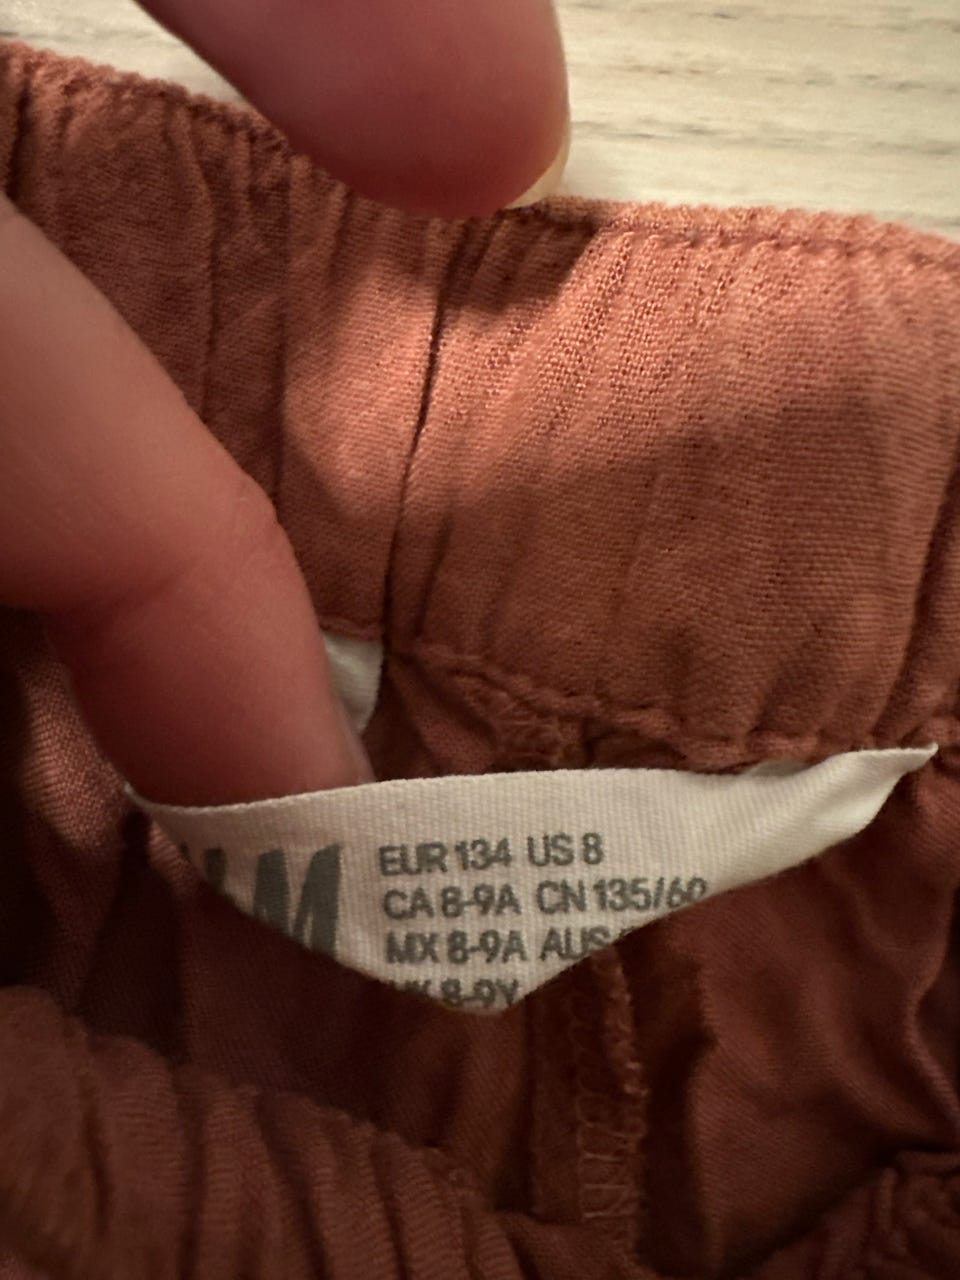 EUR 134 US 8
CA 8-9A CN 135/60
MX 8-9A AUS
8-9Y